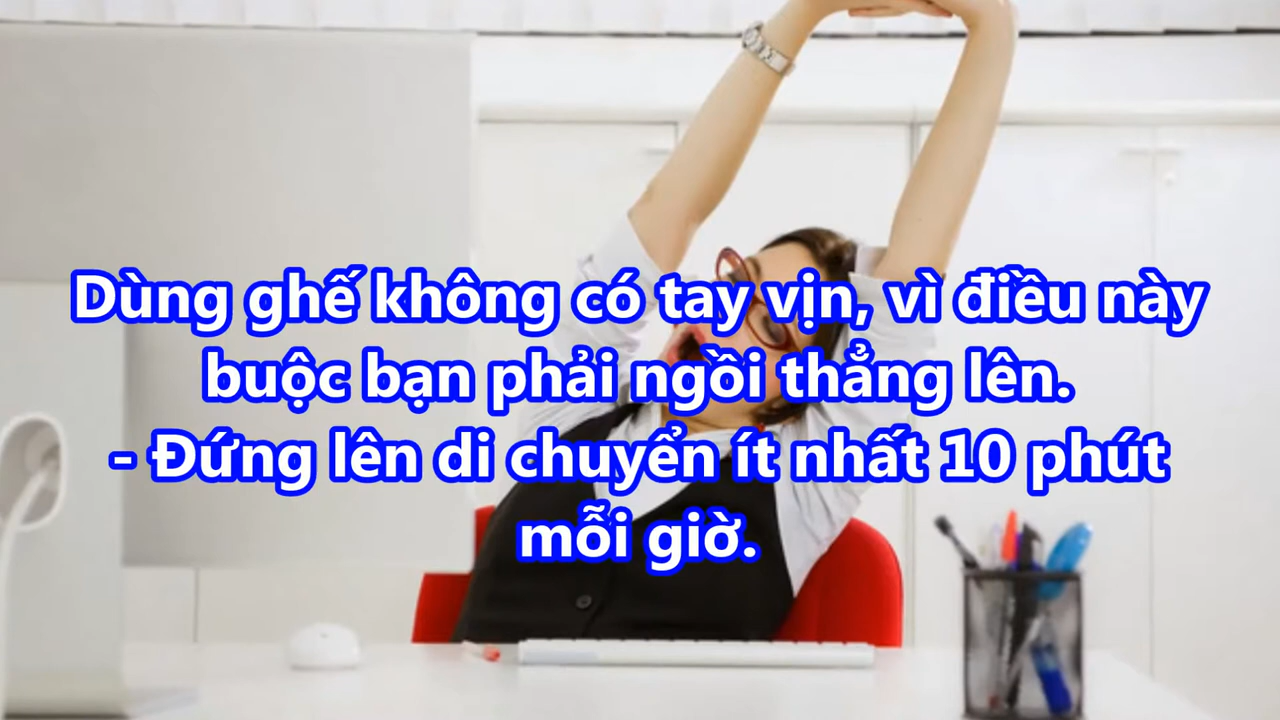 Dùng ghế không có tay vịn, vì điều này
buộc bạn phải ngồi thẳng lên.
- Đứng lên di chuyển ít nhất 10 phút
mỗi giờ.